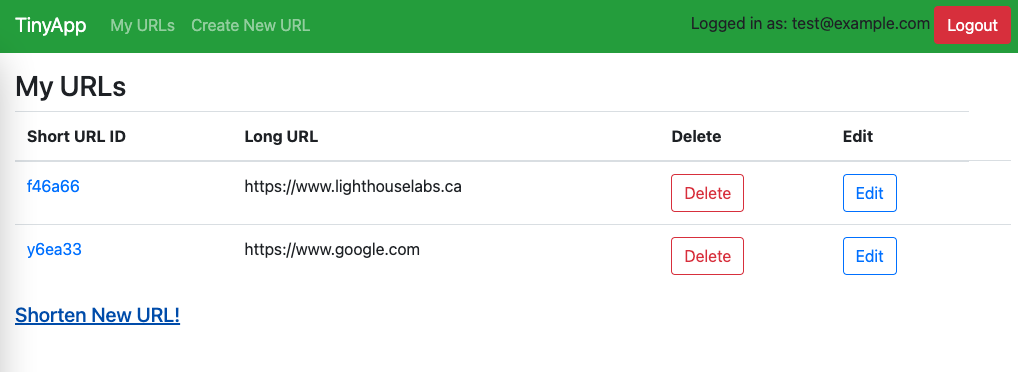 TinyApp My URLs Create New URL Logged in as: test@example.com Logout
My URLs
Short URL ID Long URL Delete Edit
f46a66 https://www.lighthouselabs.ca Delete Edit
y6ea33 https://www.google.com Delete Edit
Shorten New URL!